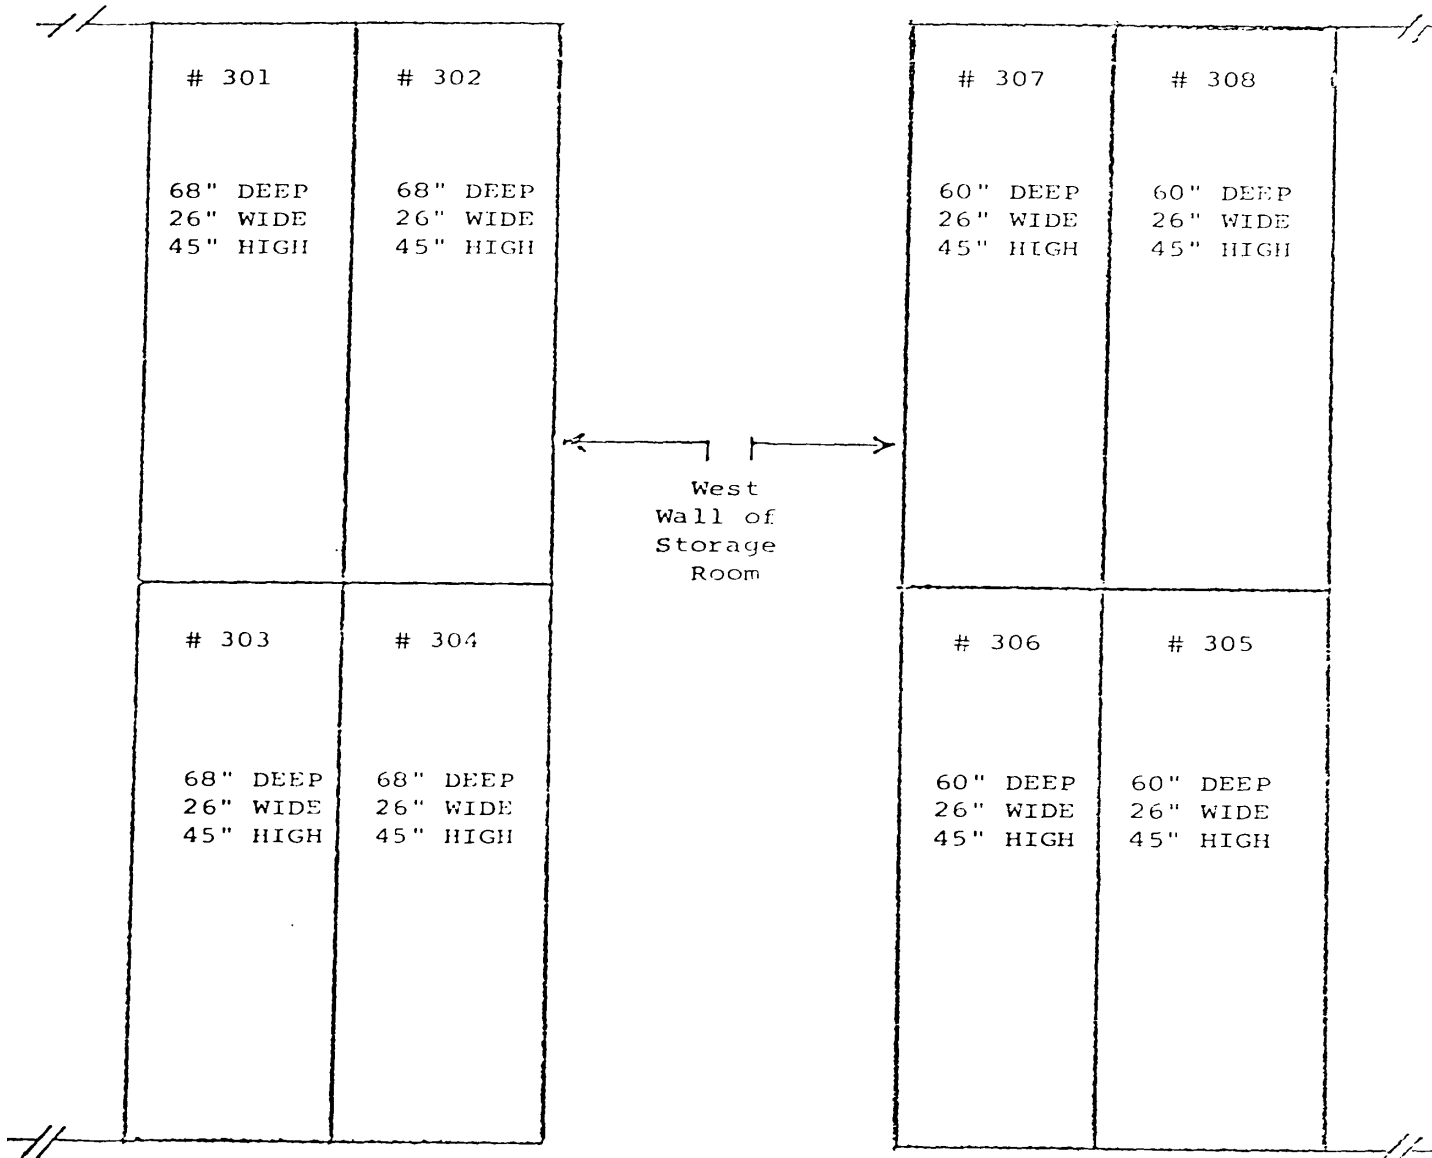 # 301
68" DEEP
26" WIDE
45" HIGH
# 302
68" DEEP
26" WIDE
45" HIGH
# 307
60" DEEP
26" WIDE
45" HIGH
# 308
60" DEEP
26" WIDE
45" HIGH
West
Wall of
Storage
Room
# 303
68" DEEP
26" WIDE
45" HIGH
# 304
68" DEEP
26" WIDE
45" HIGH
# 306
60" DEEP
26" WIDE
45" HIGH
# 305
60" DEEP
26" WIDE
45" HIGH